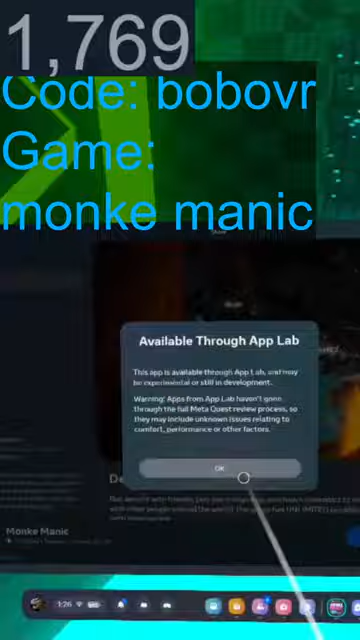 1,769
Code: bobovr
Game:
monke manic
Available Through App Lab
This app is available through App Lab, and may
be experimental or still in development.
Warning: Apps from App Lab haven't gone
through the full Meta Quest review process, so
they may include unknown issues relating to
comfort, performance or other factors.
OK
Monke Manic
1:26